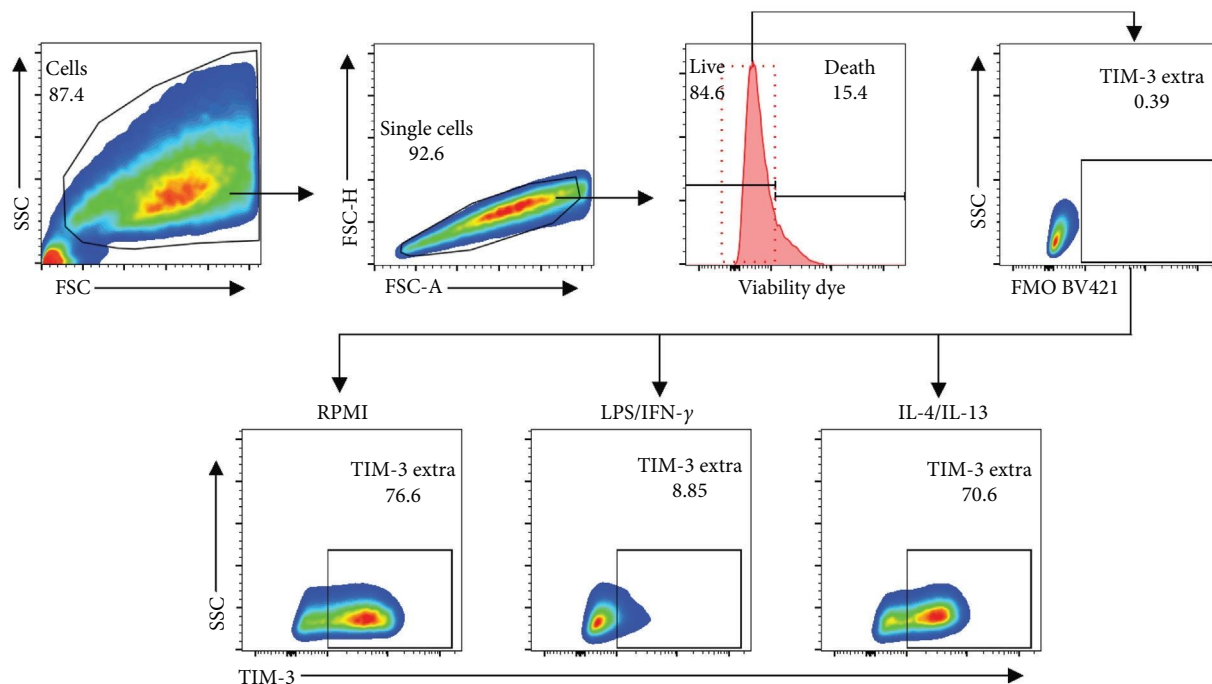 Cells
87.4
SSC
FSC
Single cells
92.6
FSC-H
FSC-A
Live
84.6
Death
15.4
Viability dye
TIM-3 extra
0.39
SSC
FMO BV421
RPMI
LPS/IFN-γ
IL-4/IL-13
TIM-3 extra
76.6
TIM-3 extra
8.85
TIM-3 extra
70.6
SSC
TIM-3